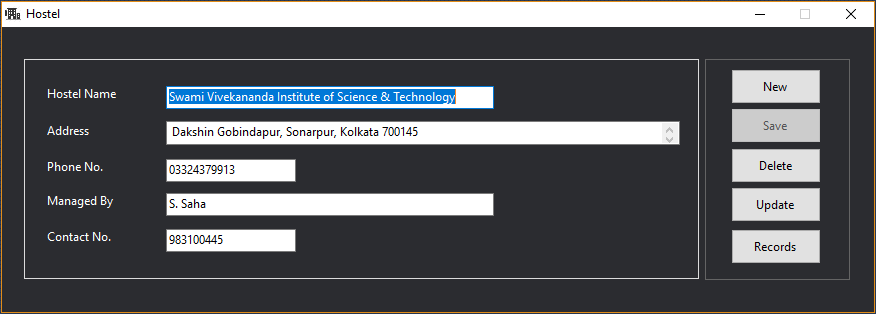 Hostel
Hostel Name Swami Vivekananda Institute of Science & Technology
Address Dakshin Gobindapur, Sonarpur, Kolkata 700145
Phone No. 03324379913
Managed By S. Saha
Contact No. 983100445
New
Save
Delete
Update
Records